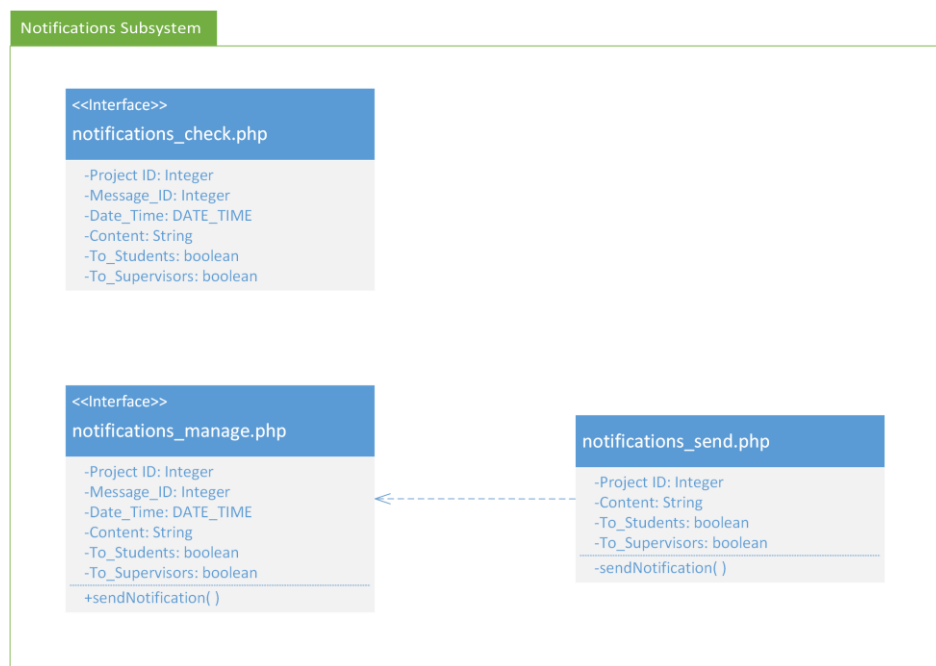 Notifications Subsystem
<<Interface>>
notifications_check.php
-Project ID: Integer
-Message_ID: Integer
-Date_Time: DATE_TIME
-Content: String
-To_Students: boolean
-To_Supervisors: boolean
<<Interface>>
notifications_manage.php
-Project ID: Integer
-Message_ID: Integer
-Date_Time: DATE_TIME
-Content: String
-To_Students: boolean
-To_Supervisors: boolean
+sendNotification( )
notifications_send.php
-Project ID: Integer
-Content: String
-To_Students: boolean
-To_Supervisors: boolean
-sendNotification( )